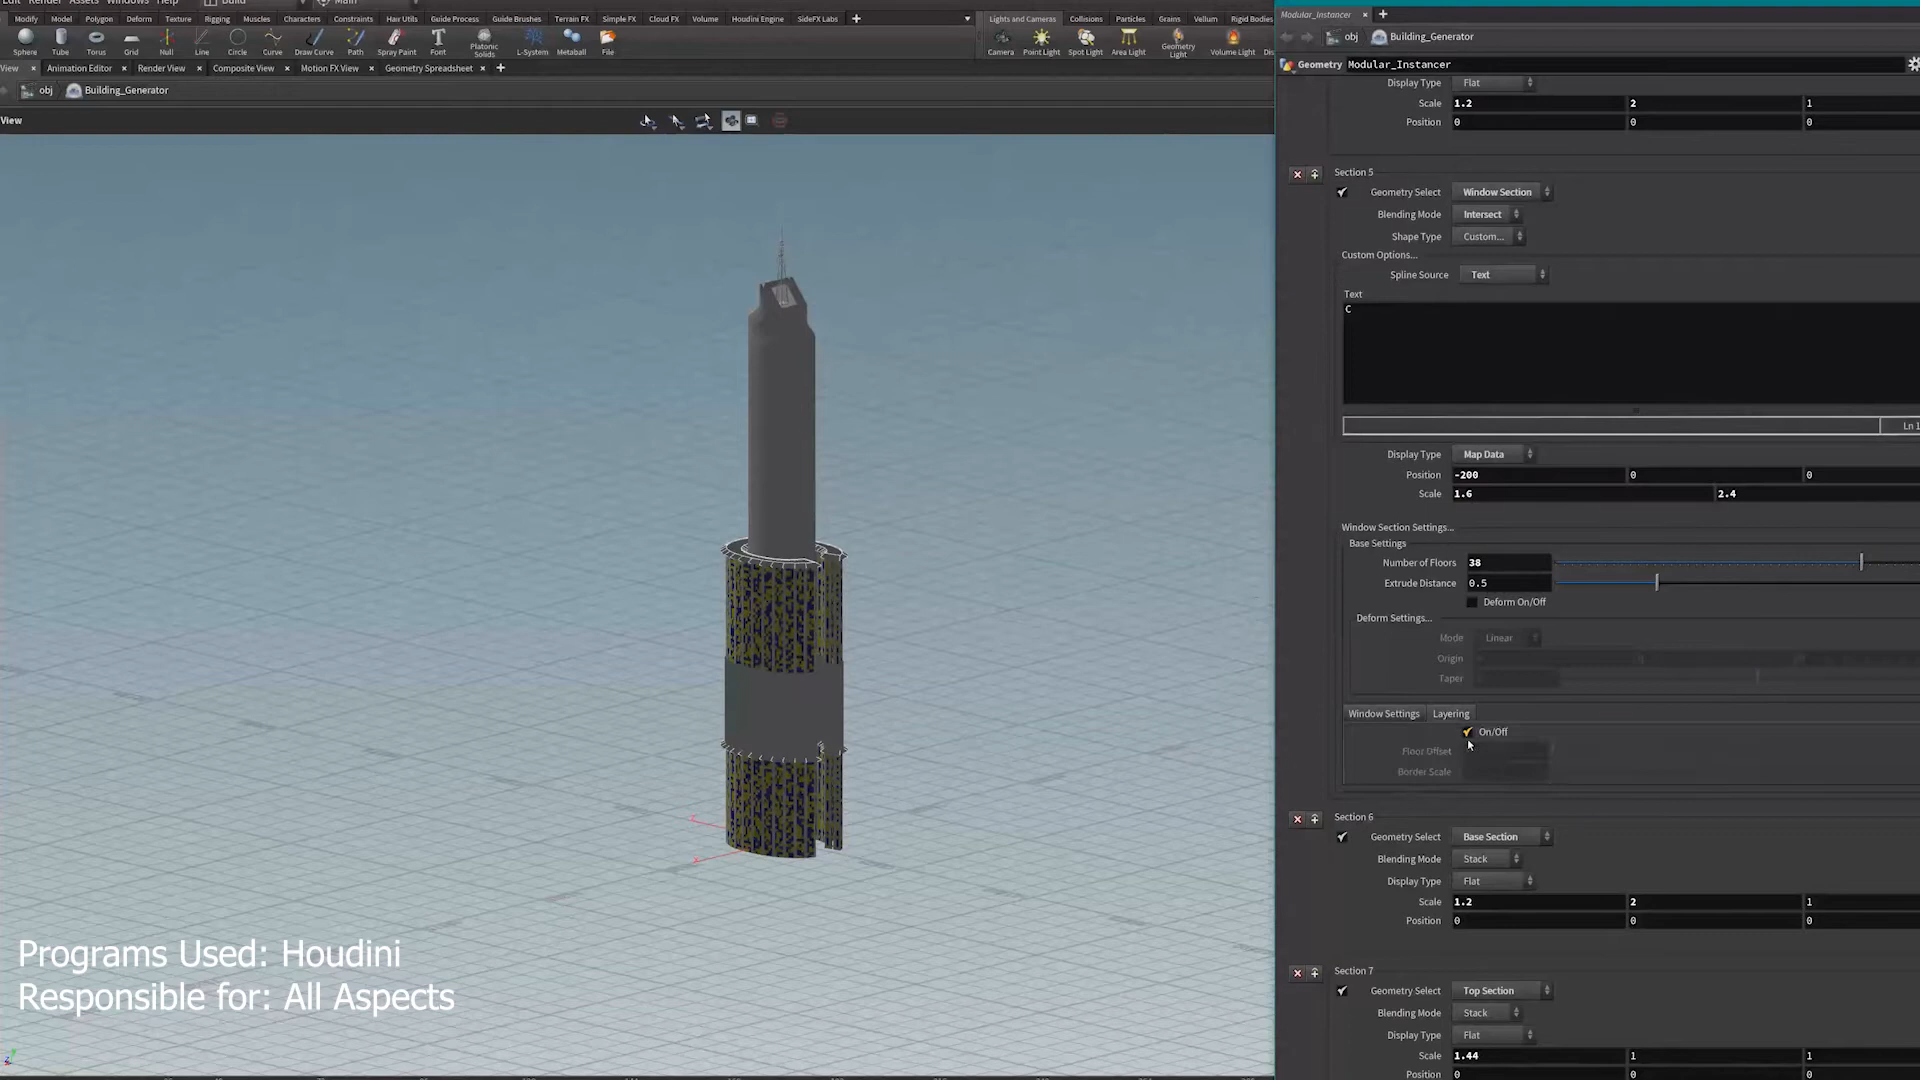 Edit Render Assets Windows Help Build Main
Modify Model Polygon Deform Texture Rigging Muscles Characters Constraints Hair Utils Guide Process Guide Brushes Terrain FX Simple FX Cloud FX Volume Houdini Engine SideFX Labs
Lights and Cameras Collisions Particles Grains Vellum Rigid Bodies
Sphere Tube Torus Grid Null Line Circle Curve Draw Curve Path Spray Paint Font Platonic Solids L-System Metaball File
Camera Point Light Spot Light Area Light Geometry Light Volume Light
View Animation Editor Render View Composite View Motion FX View Geometry Spreadsheet
obj Building_Generator
View
Programs Used: Houdini
Responsible for: All Aspects
Modular_Instancer
obj Building_Generator
Geometry Modular_Instancer
Display Type Flat
Scale 1.2 2 1
Position 0 0 0
Section 5
Geometry Select Window Section
Blending Mode Intersect
Shape Type Custom...
Custom Options...
Spline Source Text
Text
C
Ln 1
Display Type Map Data
Position -200 0 0
Scale 1.6 2.4
Window Section Settings...
Base Settings
Number of Floors 38
Extrude Distance 0.5
Deform On/Off
Deform Settings...
Mode Linear
Origin
Taper
Window Settings Layering
On/Off
Floor Offset
Border Scale
Section 6
Geometry Select Base Section
Blending Mode Stack
Display Type Flat
Scale 1.2 2 1
Position 0 0 0
Section 7
Geometry Select Top Section
Blending Mode Stack
Display Type Flat
Scale 1.44 1 1
Position 0 0 0